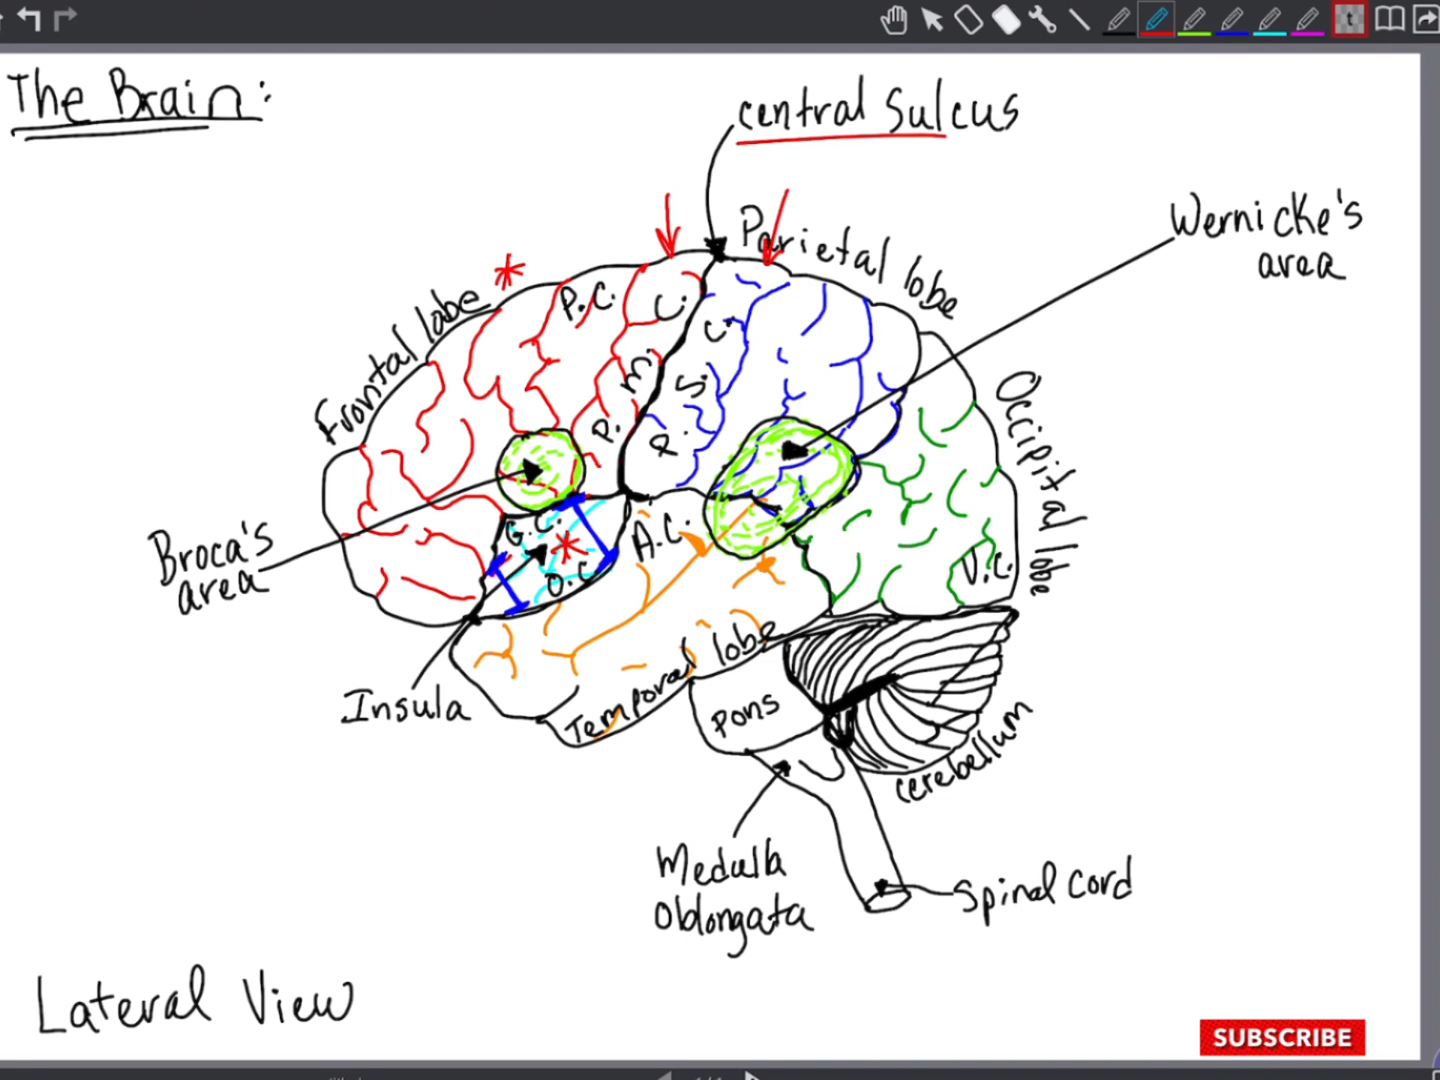 The Brain:
central Sulcus
Wernicke's
area
Parietal lobe
Frontal lobe
P.C.
P. M. C.
P. S. C.
Occipital lobe
Broca's
area
G.C.
O.C.
A.C.
V.C.
Insula
Temporal lobe
Pons
cerebellum
Medulla
Oblongata
Spinal Cord
Lateral View
SUBSCRIBE
t